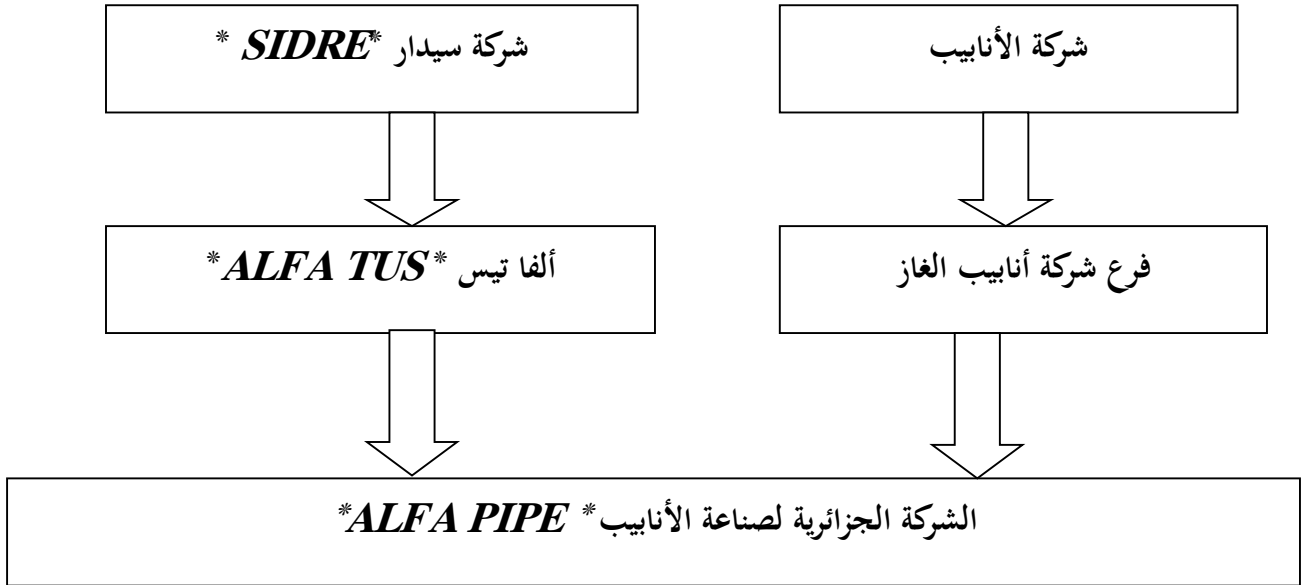 شركة الأنابيب
شركة سيدار *SIDRE *
فرع شركة أنابيب الغاز
ألفا تيس * ALFA TUS*
الشركة الجزائرية لصناعة الأنابيب* ALFA PIPE*